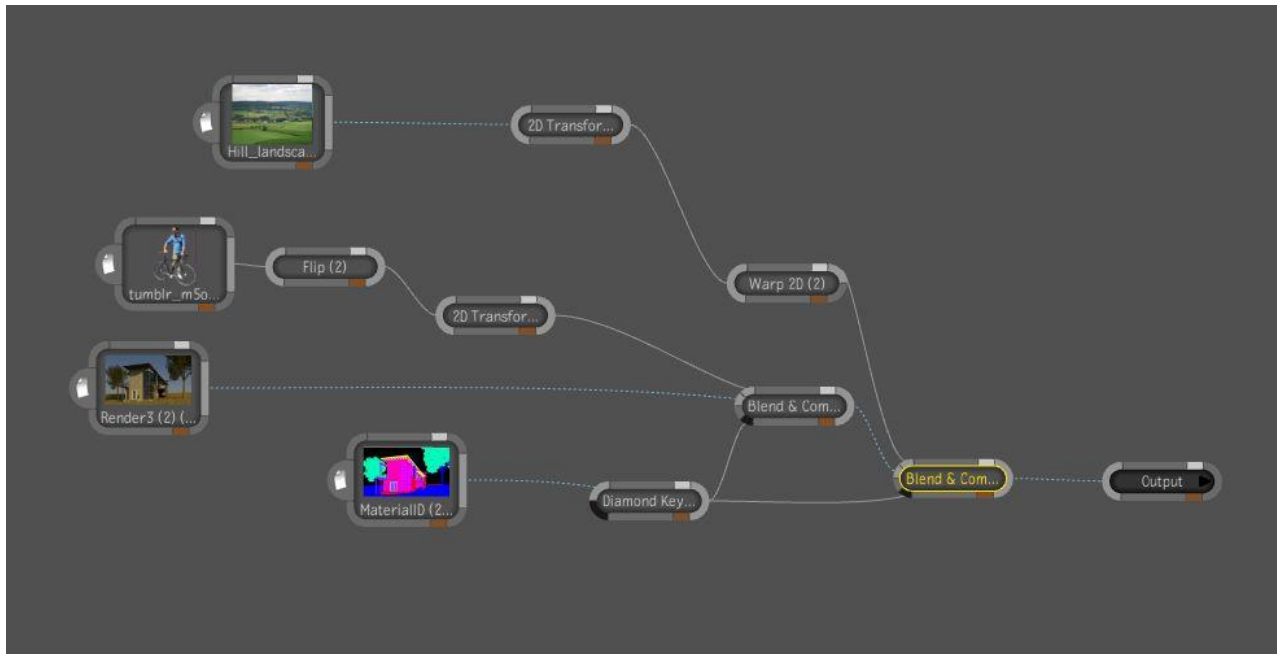 Hill_landsca...
2D Transfor...
tumblr_m5o...
Flip (2)
2D Transfor...
Warp 2D (2)
Render3 (2) (...
Blend & Com...
MaterialID (2...
Diamond Key...
Blend & Com...
Output